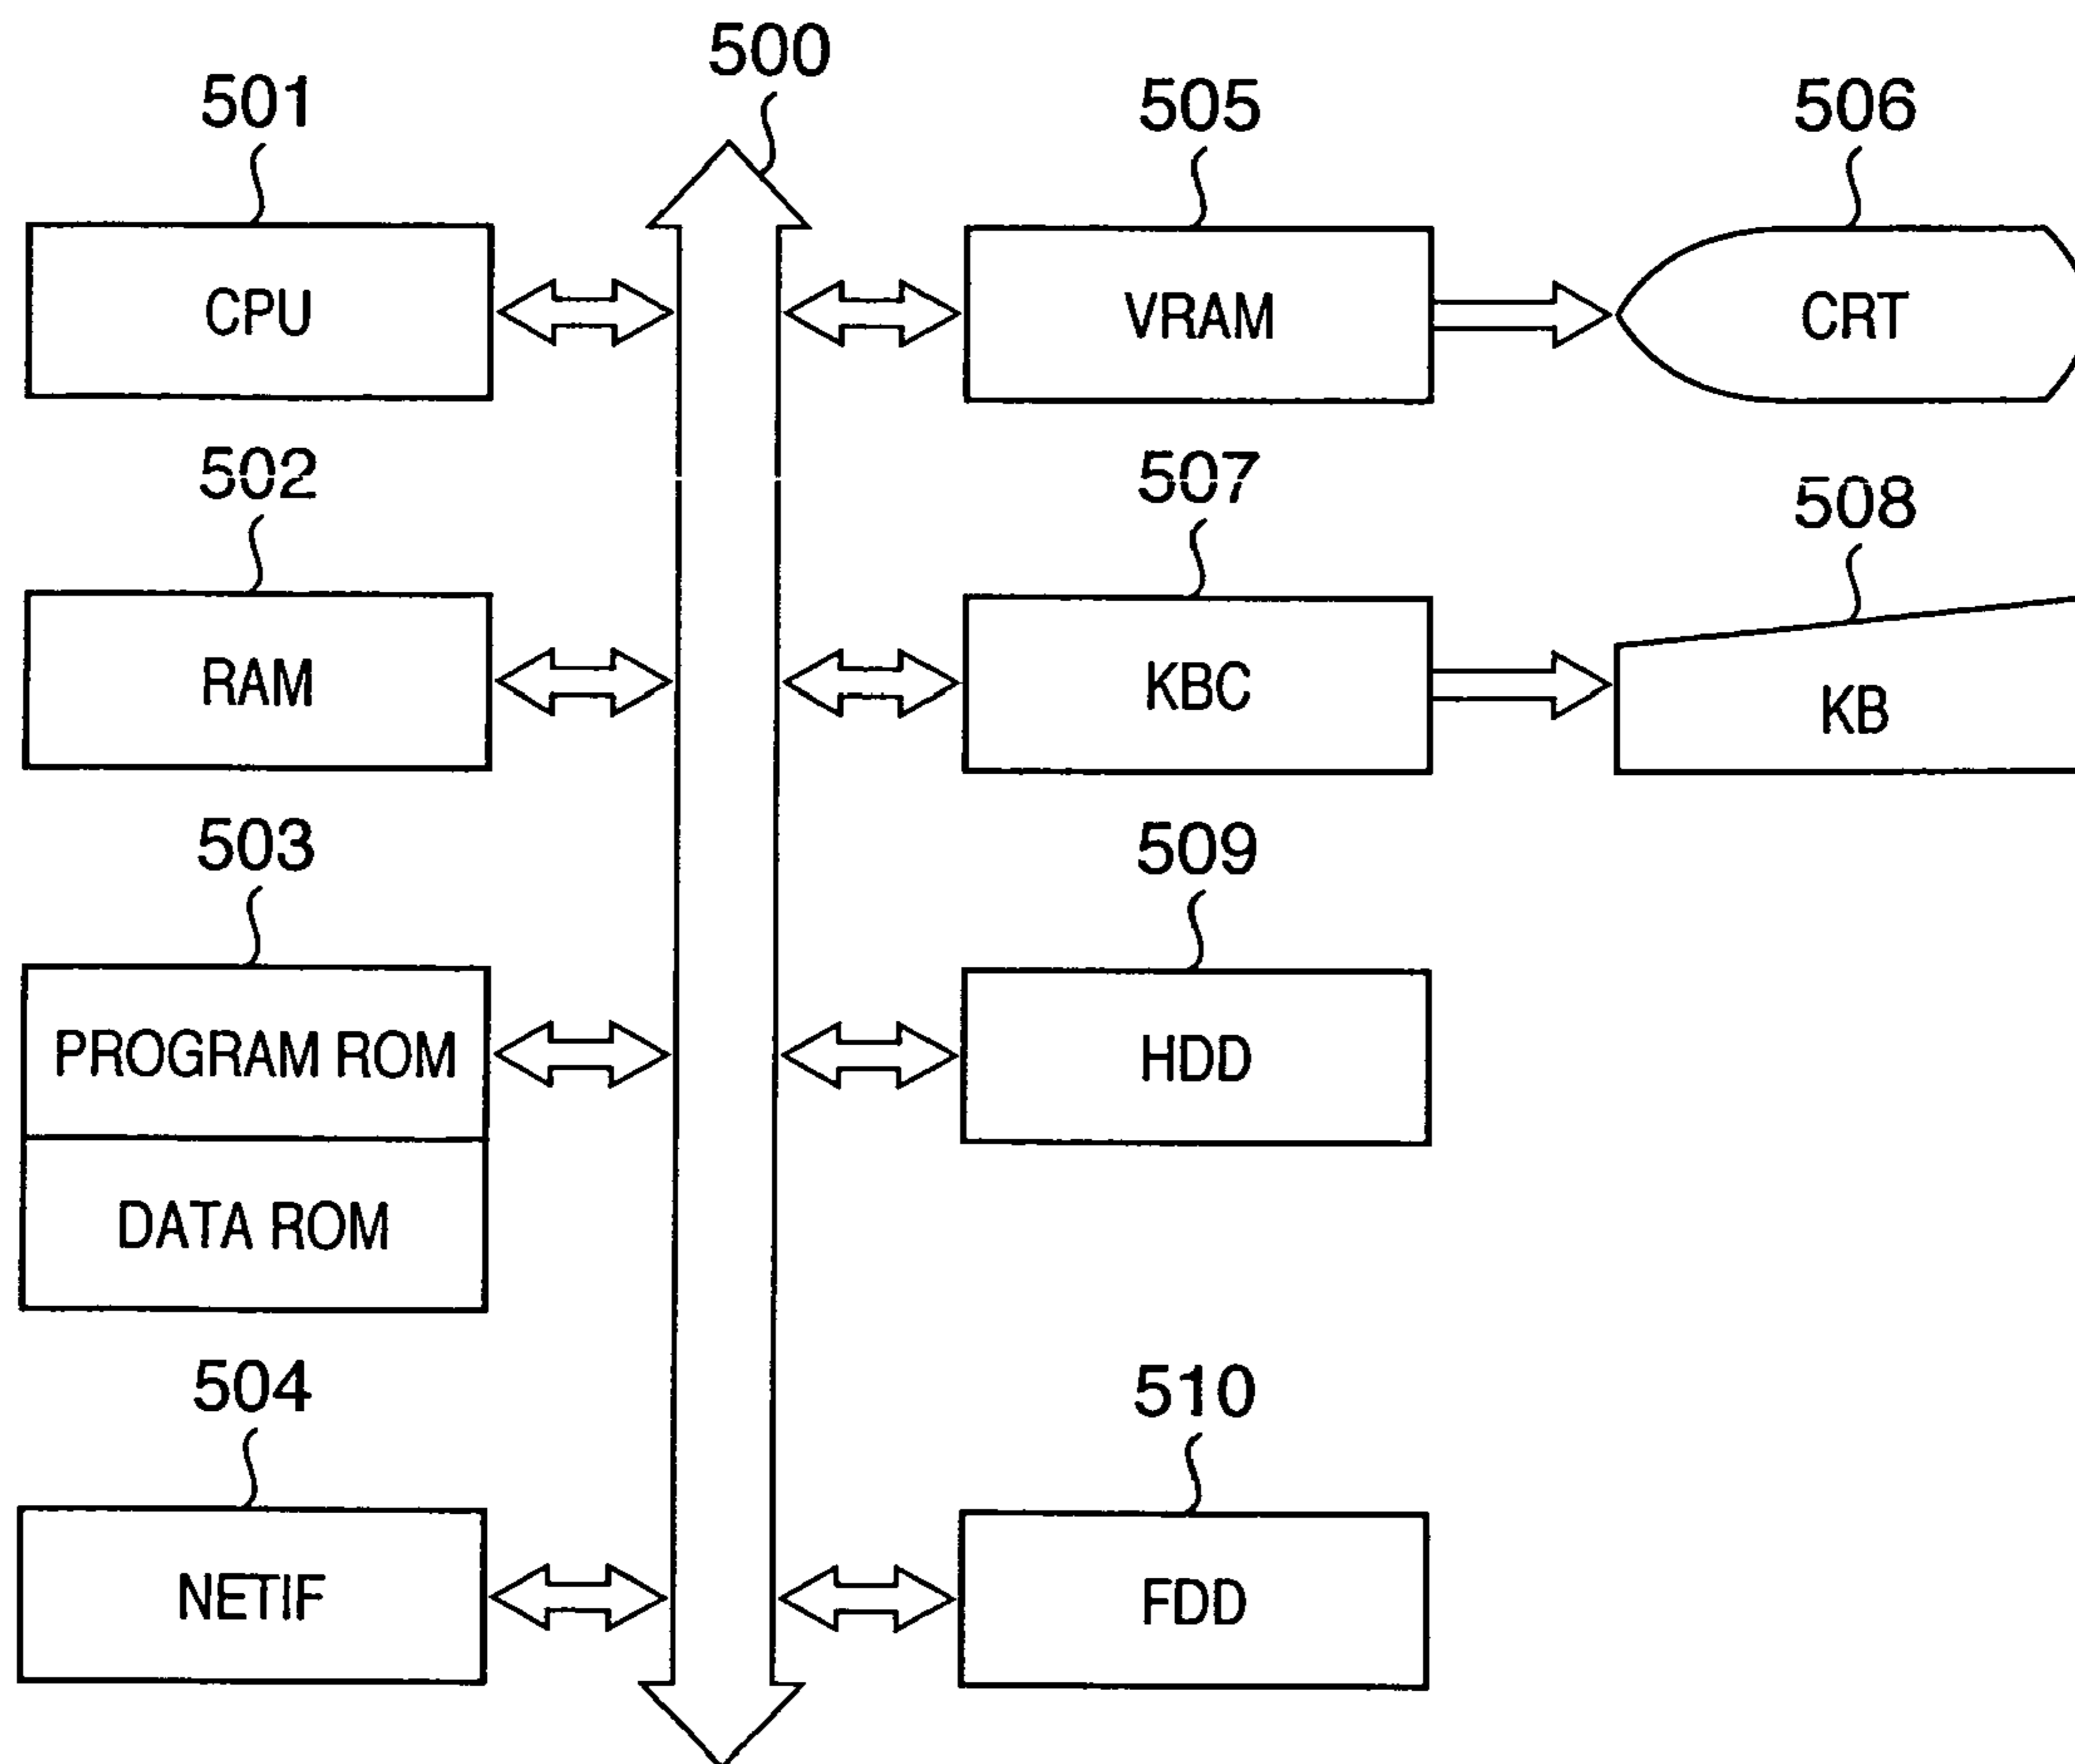 500
501
505
506
CPU
VRAM
CRT
502
507
508
RAM
KBC
KB
503
509
PROGRAM ROM
HDD
DATA ROM
504
510
NETIF
FDD